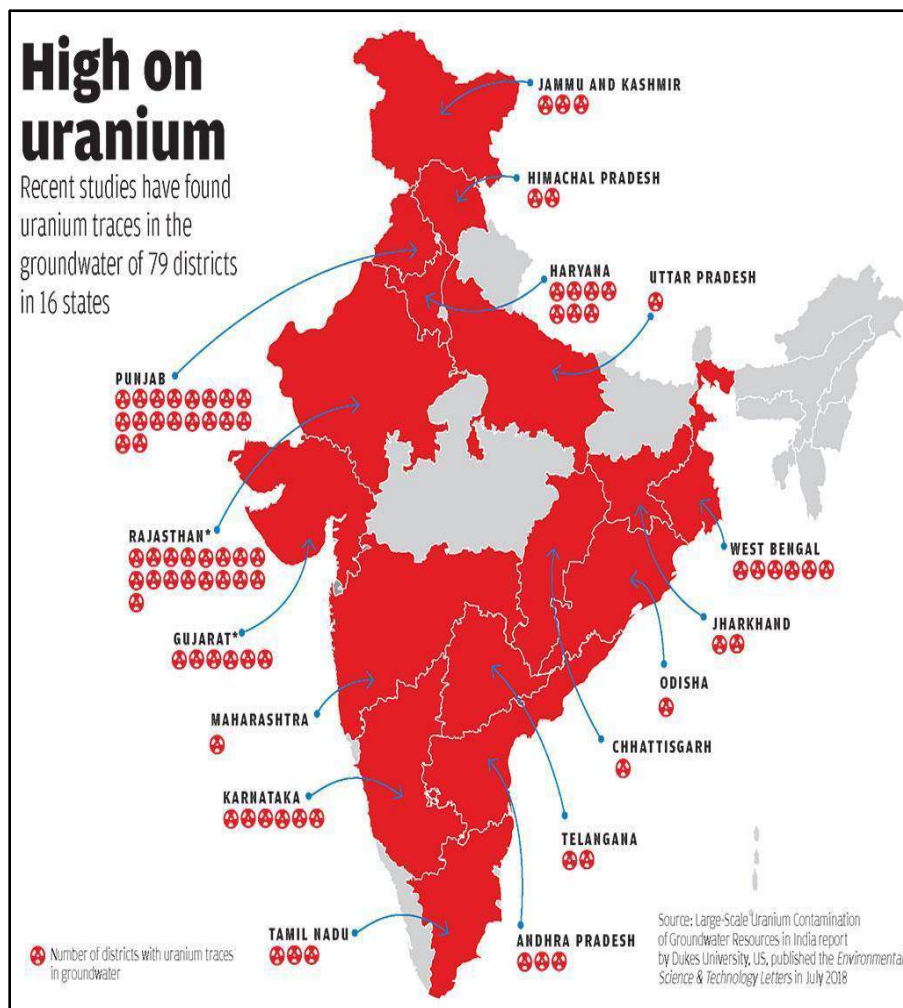 High on
uranium
Recent studies have found
uranium traces in the
groundwater of 79 districts
in 16 states
JAMMU AND KASHMIR
HIMACHAL PRADESH
HARYANA
UTTAR PRADESH
PUNJAB
RAJASTHAN*
WEST BENGAL
GUJARAT*
JHARKHAND
ODISHA
MAHARASHTRA
CHHATTISGARH
KARNATAKA
TELANGANA
TAMIL NADU
ANDHRA PRADESH
Number of districts with uranium traces
in groundwater
Source: Large-Scale Uranium Contamination
of Groundwater Resources in India report
by Dukes University, US, published the Environmental
Science & Technology Letters in July 2018